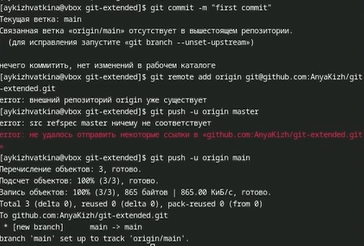 [aykizhvatkina@vbox git-extended]$ git commit -m "first commit"
Текущая ветка: main
Связанная ветка «origin/main» отсутствует в вышестоящем репозитории.
  (для исправления запустите «git branch --unset-upstream»)

нечего коммитить, нет изменений в рабочем каталоге
[aykizhvatkina@vbox git-extended]$ git remote add origin git@github.com:AnyaKizh/git
-extended.git
error: внешний репозиторий origin уже существует
[aykizhvatkina@vbox git-extended]$ git push -u origin master
error: src refspec master ничему не соответствует
error: не удалось отправить некоторые ссылки в «github.com:AnyaKizh/git-extended.git
»
[aykizhvatkina@vbox git-extended]$ git push -u origin main
Перечисление объектов: 3, готово.
Подсчет объектов: 100% (3/3), готово.
Запись объектов: 100% (3/3), 865 байтов | 865.00 КиБ/с, готово.
Total 3 (delta 0), reused 0 (delta 0), pack-reused 0 (from 0)
To github.com:AnyaKizh/git-extended.git
 * [new branch]      main -> main
branch 'main' set up to track 'origin/main'.